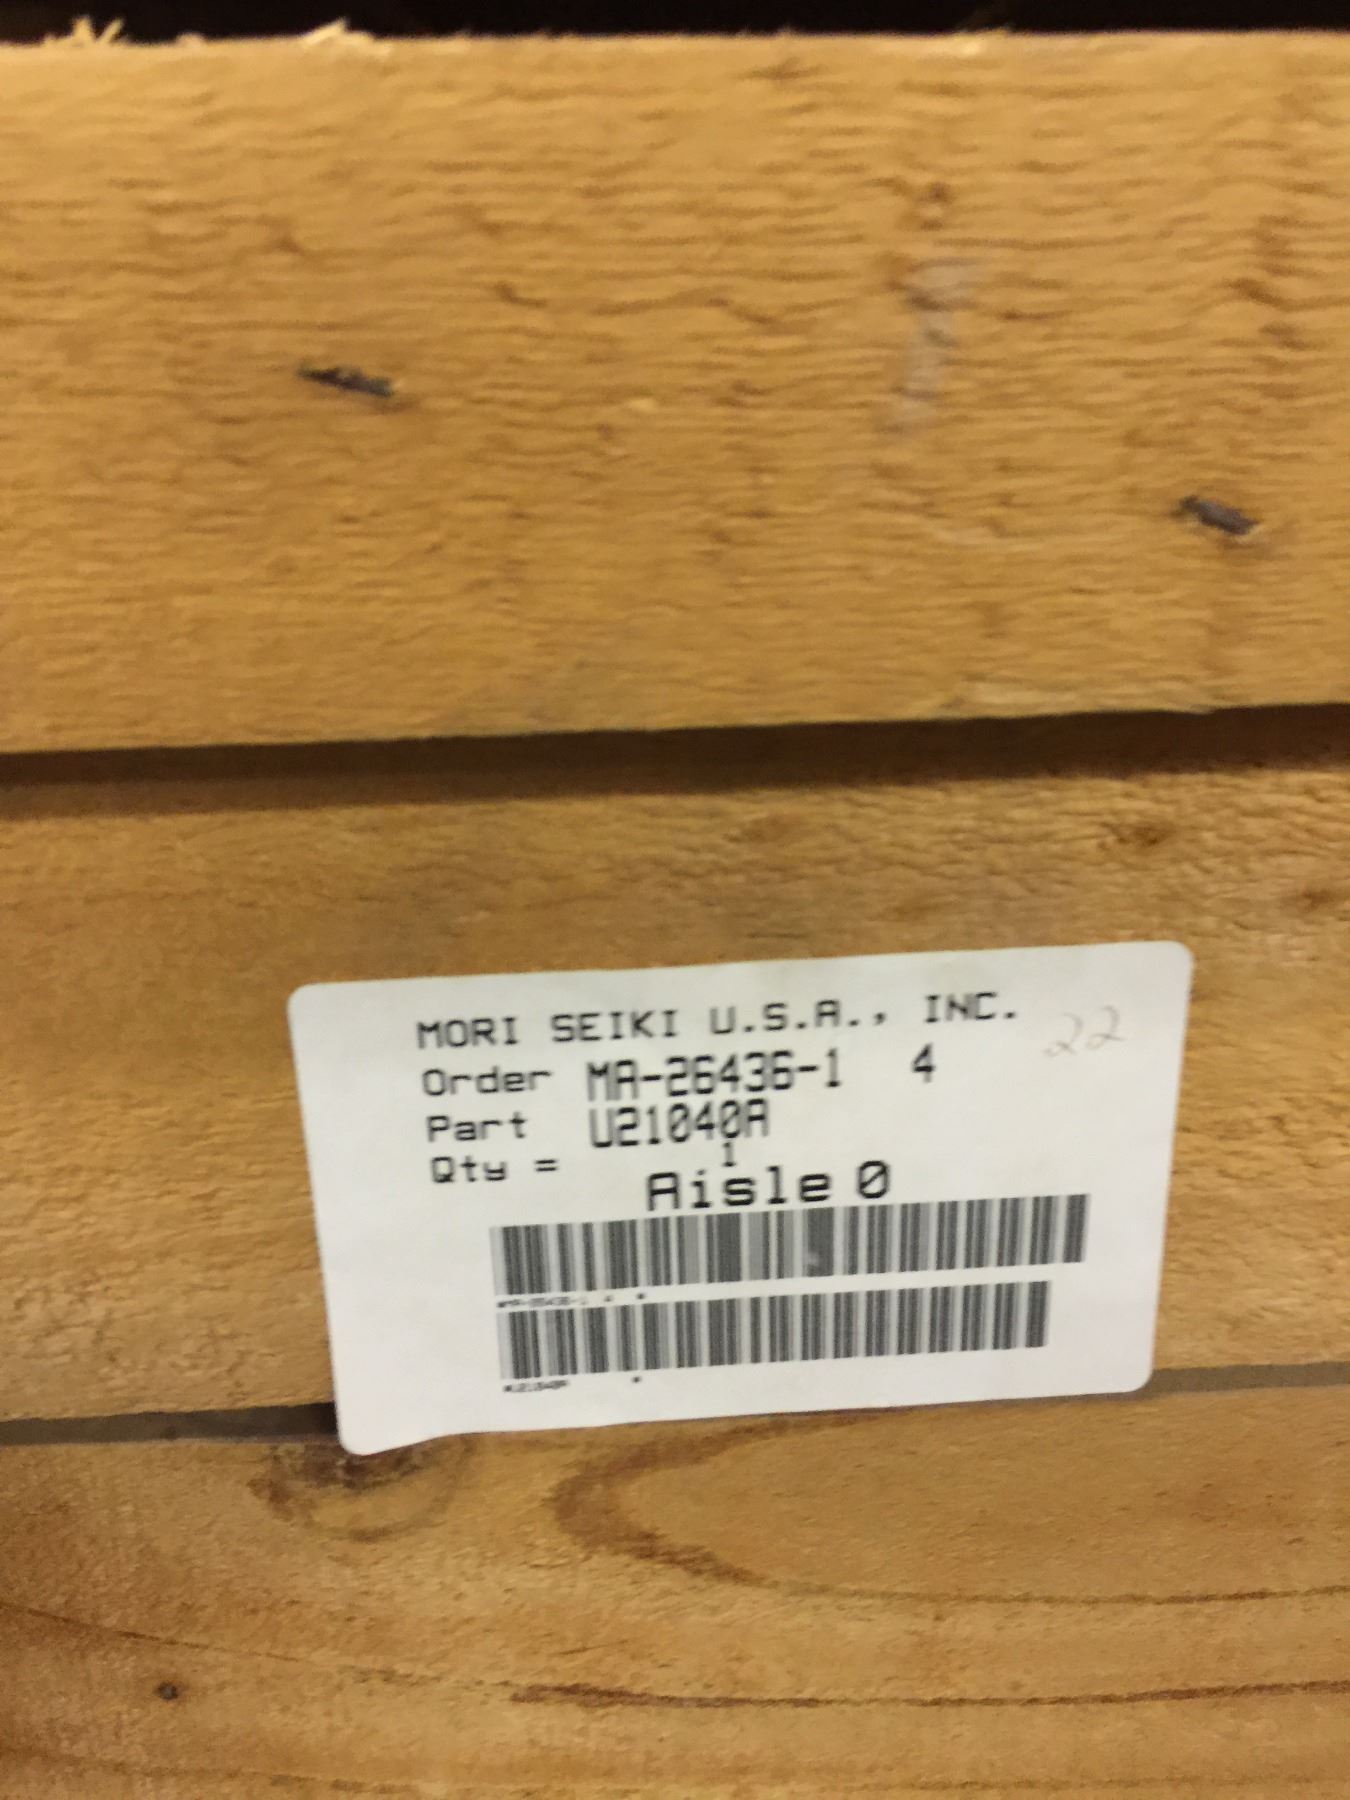 MORI SEIKI U.S.A., INC.
22
Order MA-26436-1 4
Part U21040A
Qty = 1
Aisle 0